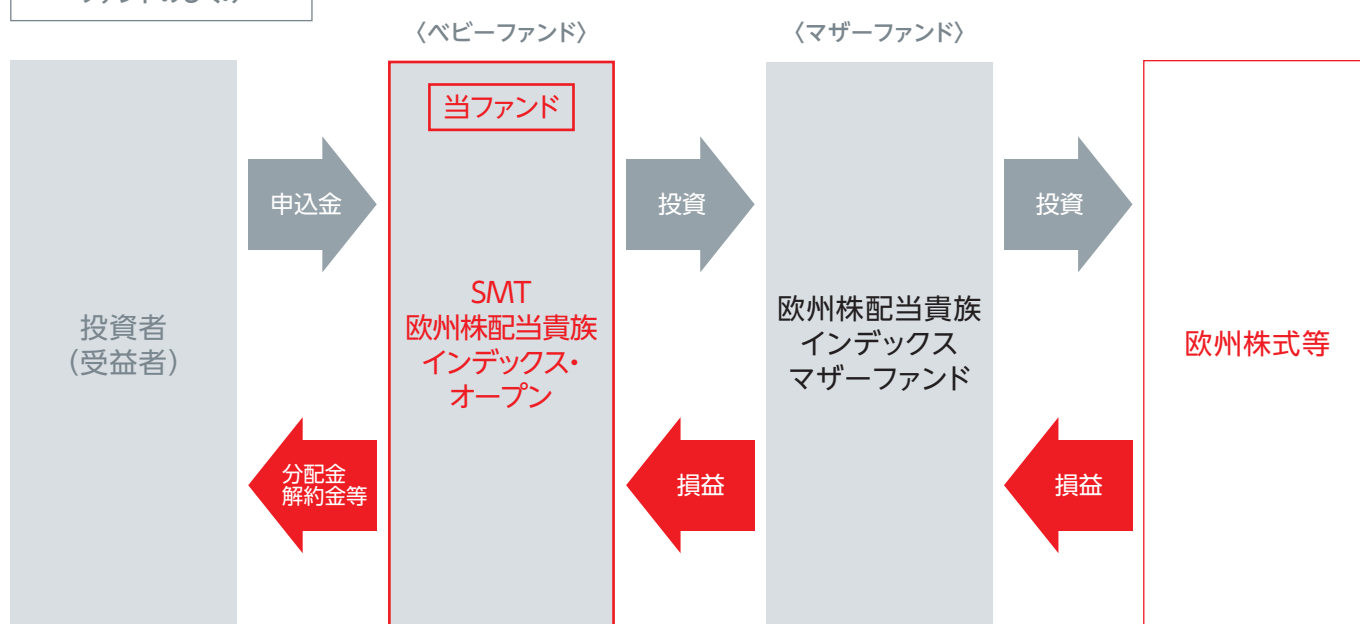 〈ベビーファンド〉
〈マザーファンド〉
当ファンド
申込金
投資
投資
投資者
(受益者)
SMT
欧州株配当貴族
インデックス・
オープン
欧州株配当貴族
インデックス
マザーファンド
欧州株式等
分配金
解約金等
損益
損益